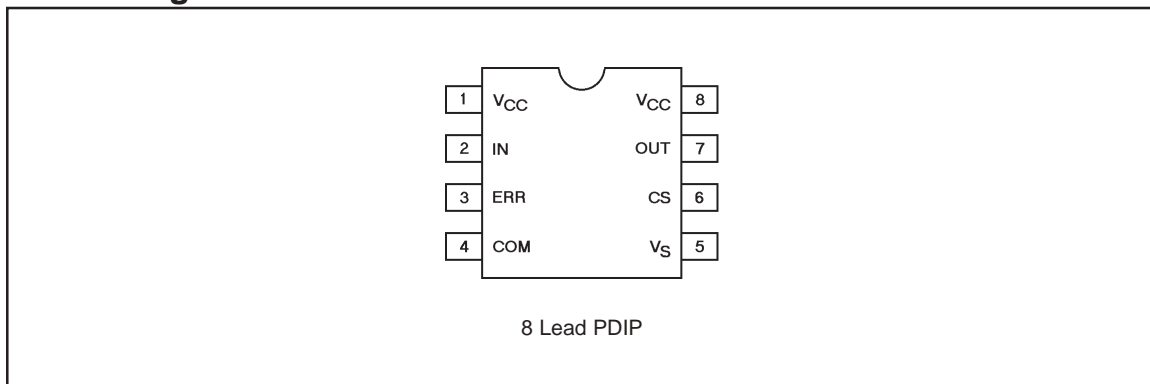 1 VCC VCC 8
2 IN OUT 7
3 ERR CS 6
4 COM VS 5
8 Lead PDIP